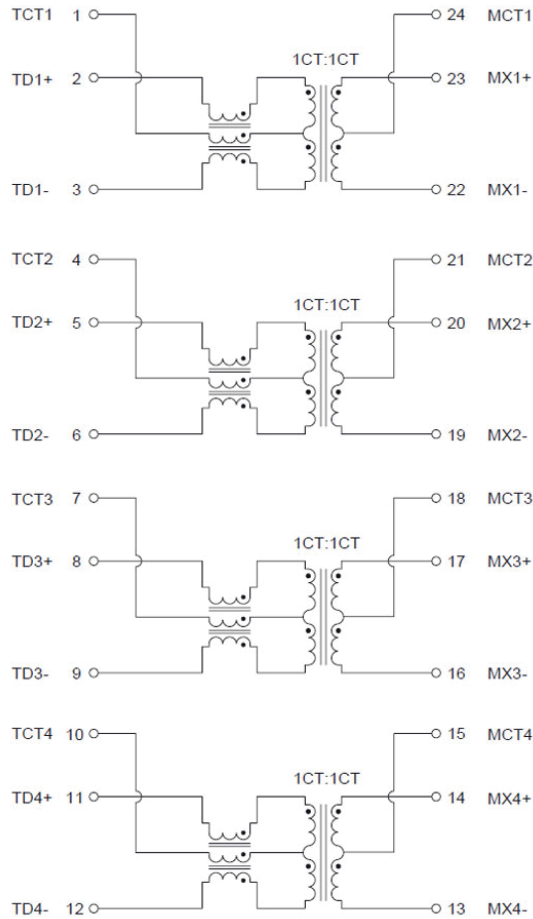 TCT1 1 24 MCT1
1CT:1CT
TD1+ 2 23 MX1+
TD1- 3 22 MX1-
TCT2 4 21 MCT2
1CT:1CT
TD2+ 5 20 MX2+
TD2- 6 19 MX2-
TCT3 7 18 MCT3
1CT:1CT
TD3+ 8 17 MX3+
TD3- 9 16 MX3-
TCT4 10 15 MCT4
1CT:1CT
TD4+ 11 14 MX4+
TD4- 12 13 MX4-